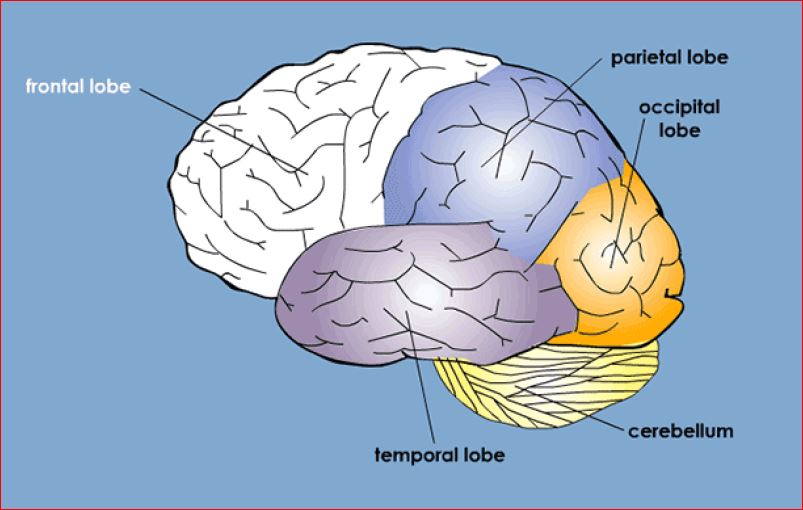 parietal lobe
frontal lobe
occipital
lobe
cerebellum
temporal lobe